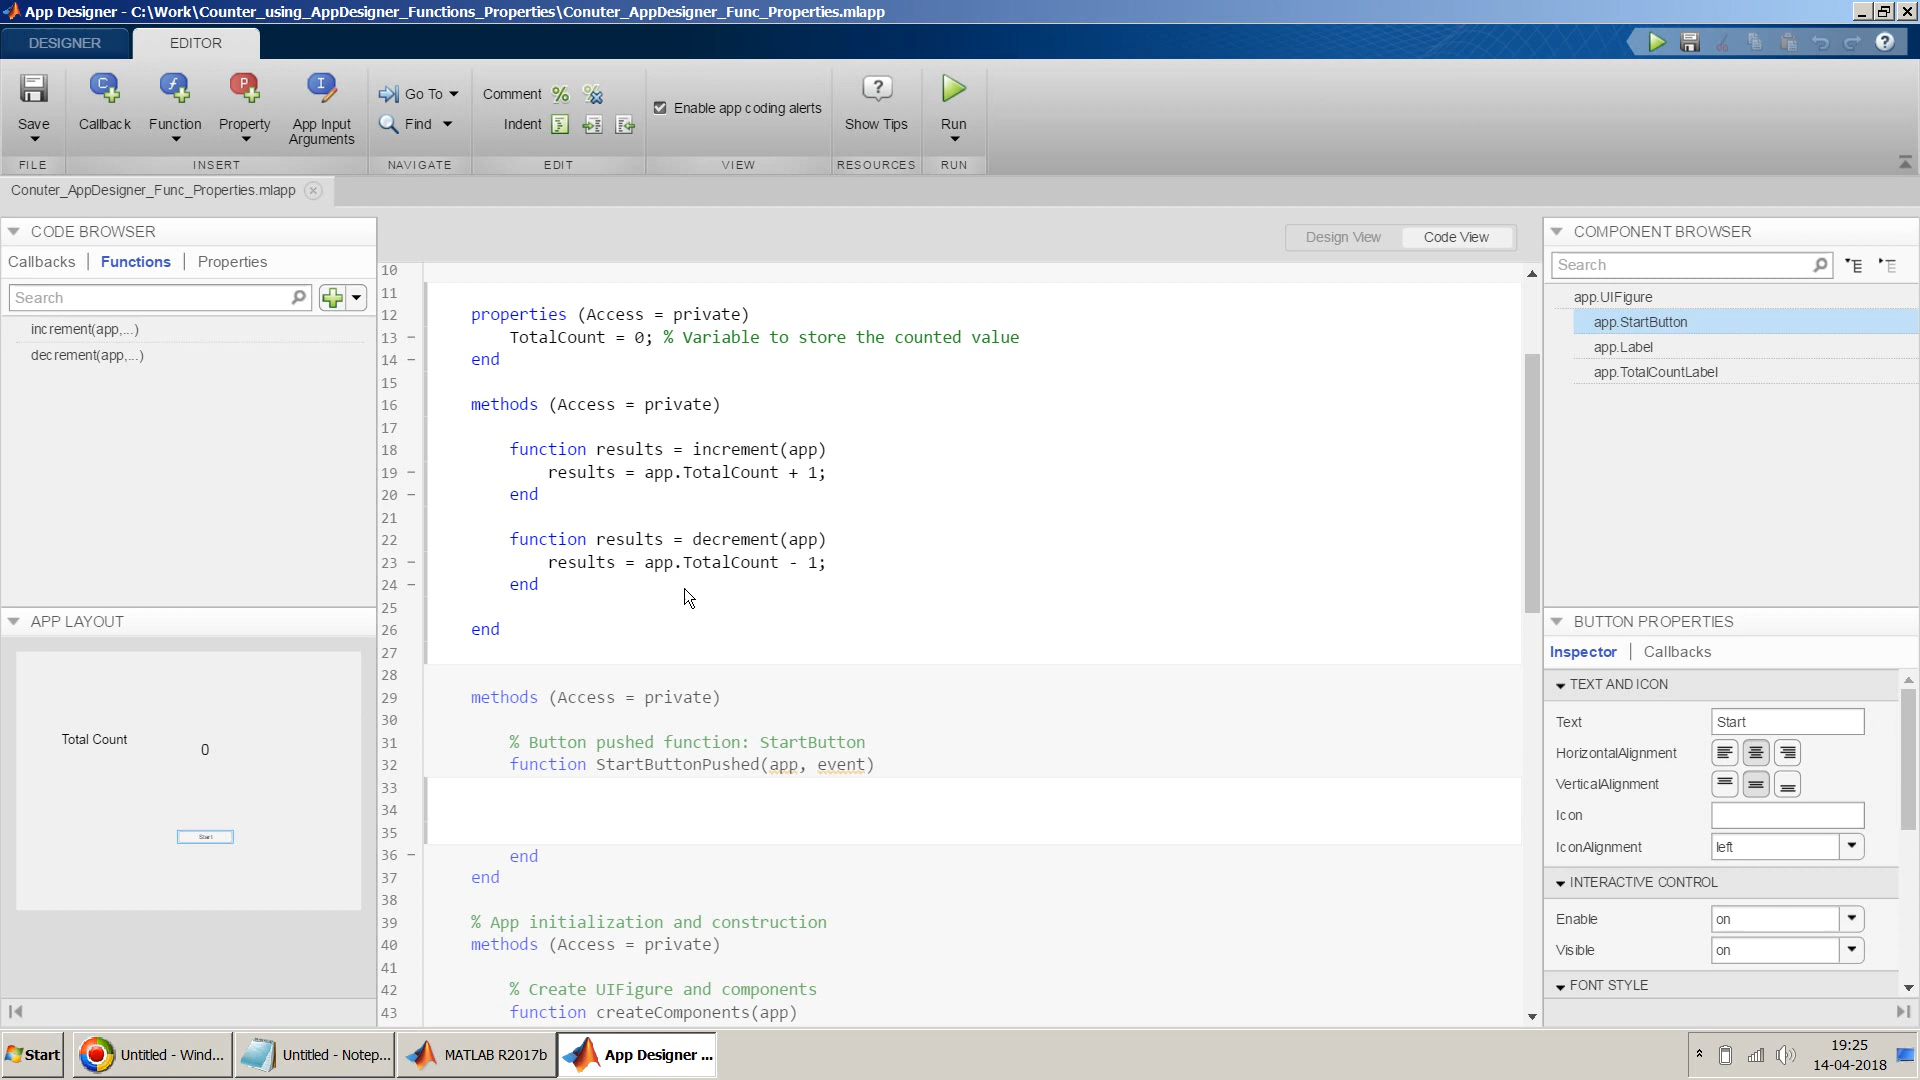 App Designer - C:\Work\Counter_using_AppDesigner_Functions_Properties\Conuter_AppDesigner_Func_Properties.mlapp
DESIGNER
EDITOR
Save
Callback
Function
Property
App Input
Arguments
Go To
Find
Comment
Indent
Enable app coding alerts
Show Tips
Run
FILE
INSERT
NAVIGATE
EDIT
VIEW
RESOURCES
RUN
Conuter_AppDesigner_Func_Properties.mlapp
CODE BROWSER
Callbacks
Functions
Properties
Search
increment(app,...)
decrement(app,...)
APP LAYOUT
Total Count
0
Start
Design View
Code View
10
11
12 properties (Access = private)
13 - TotalCount = 0; % Variable to store the counted value
14 - end
15
16 methods (Access = private)
17
18 function results = increment(app)
19 - results = app.TotalCount + 1;
20 - end
21
22 function results = decrement(app)
23 - results = app.TotalCount - 1;
24 - end
25
26 end
27
28
29 methods (Access = private)
30
31 % Button pushed function: StartButton
32 function StartButtonPushed(app, event)
33
34
35
36 - end
37 end
38
39 % App initialization and construction
40 methods (Access = private)
41
42 % Create UIFigure and components
43 function createComponents(app)
COMPONENT BROWSER
Search
app.UIFigure
app.StartButton
app.Label
app.TotalCountLabel
BUTTON PROPERTIES
Inspector
Callbacks
TEXT AND ICON
Text Start
HorizontalAlignment
VerticalAlignment
Icon
IconAlignment left
INTERACTIVE CONTROL
Enable on
Visible on
FONT STYLE
Start
Untitled - Wind...
Untitled - Notep...
MATLAB R2017b
App Designer ...
19:25
14-04-2018